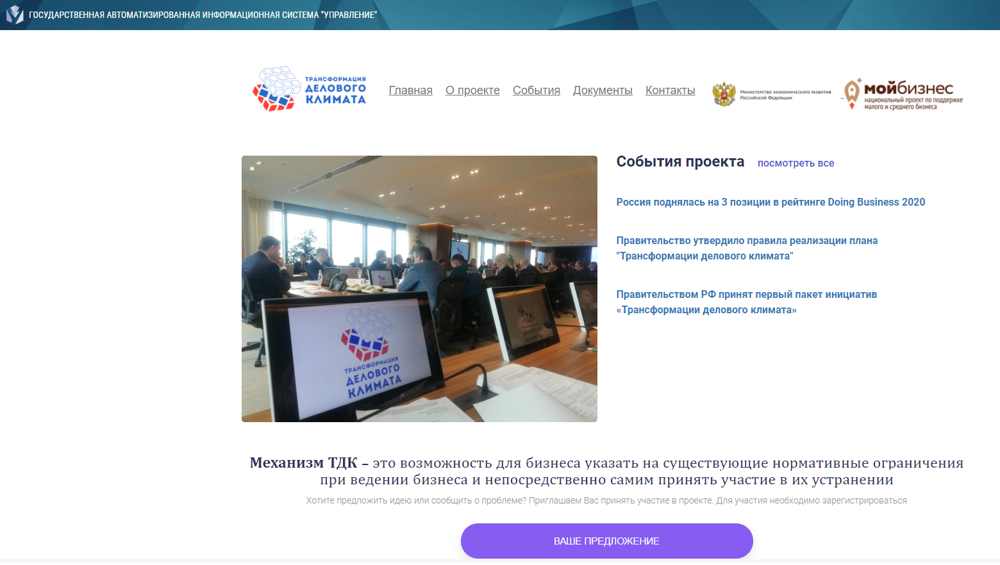 ГОСУДАРСТВЕННАЯ АВТОМАТИЗИРОВАННАЯ ИНФОРМАЦИОННАЯ СИСТЕМА "УПРАВЛЕНИЕ"
ТРАНСФОРМАЦИЯ
ДЕЛОВОГО
КЛИМАТА
Главная О проекте События Документы Контакты
Министерство экономического развития
Российской Федерации
мойбизнес
национальный проект по поддержке
малого и среднего бизнеса
События проекта посмотреть все
Россия поднялась на 3 позиции в рейтинге Doing Business 2020
Правительство утвердило правила реализации плана
"Трансформации делового климата"
Правительством РФ принят первый пакет инициатив
«Трансформации делового климата»
ТРАНСФОРМАЦИЯ
ДЕЛОВОГО
КЛИМАТА
Механизм ТДК – это возможность для бизнеса указать на существующие нормативные ограничения
при ведении бизнеса и непосредственно самим принять участие в их устранении
Хотите предложить идею или сообщить о проблеме? Приглашаем Вас принять участие в проекте. Для участия необходимо зарегистрироваться
ВАШЕ ПРЕДЛОЖЕНИЕ